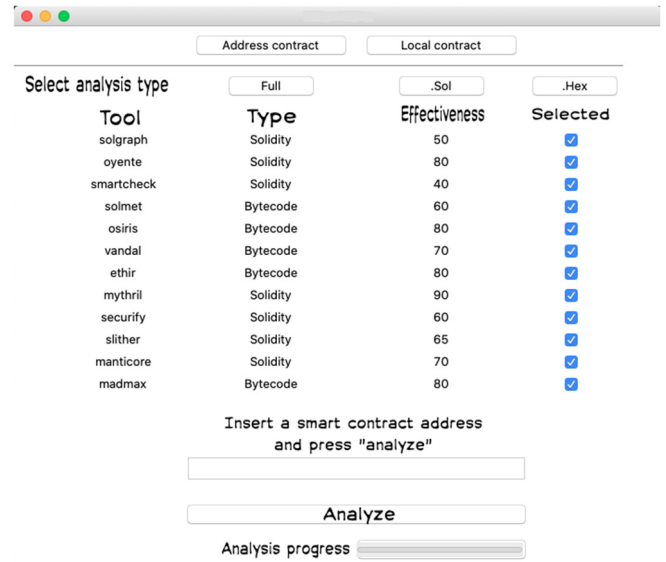 Address contract Local contract
Select analysis type Full .Sol .Hex
Tool Type Effectiveness Selected
solgraph Solidity 50
oyente Solidity 80
smartcheck Solidity 40
solmet Bytecode 60
osiris Bytecode 80
vandal Bytecode 70
ethir Bytecode 80
mythril Solidity 90
securify Solidity 60
slither Solidity 65
manticore Solidity 70
madmax Bytecode 80
Insert a smart contract address
and press "analyze"
Analyze
Analysis progress